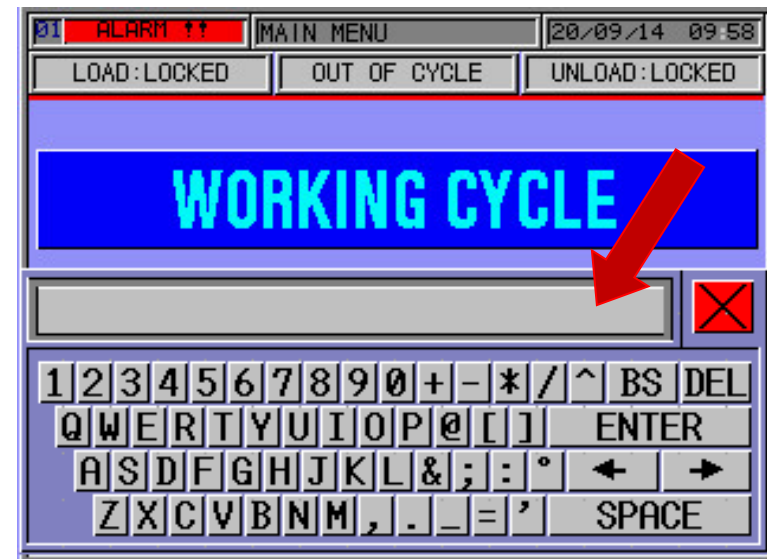 01 ALARM !! MAIN MENU 20/09/14 09:58
LOAD:LOCKED OUT OF CYCLE UNLOAD:LOCKED
WORKING CYCLE
1 2 3 4 5 6 7 8 9 0 + - * / ^ BS DEL
Q W E R T Y U I O P @ [ ] ENTER
A S D F G H J K L & ; : ° ← →
Z X C V B N M , . _ = ' SPACE